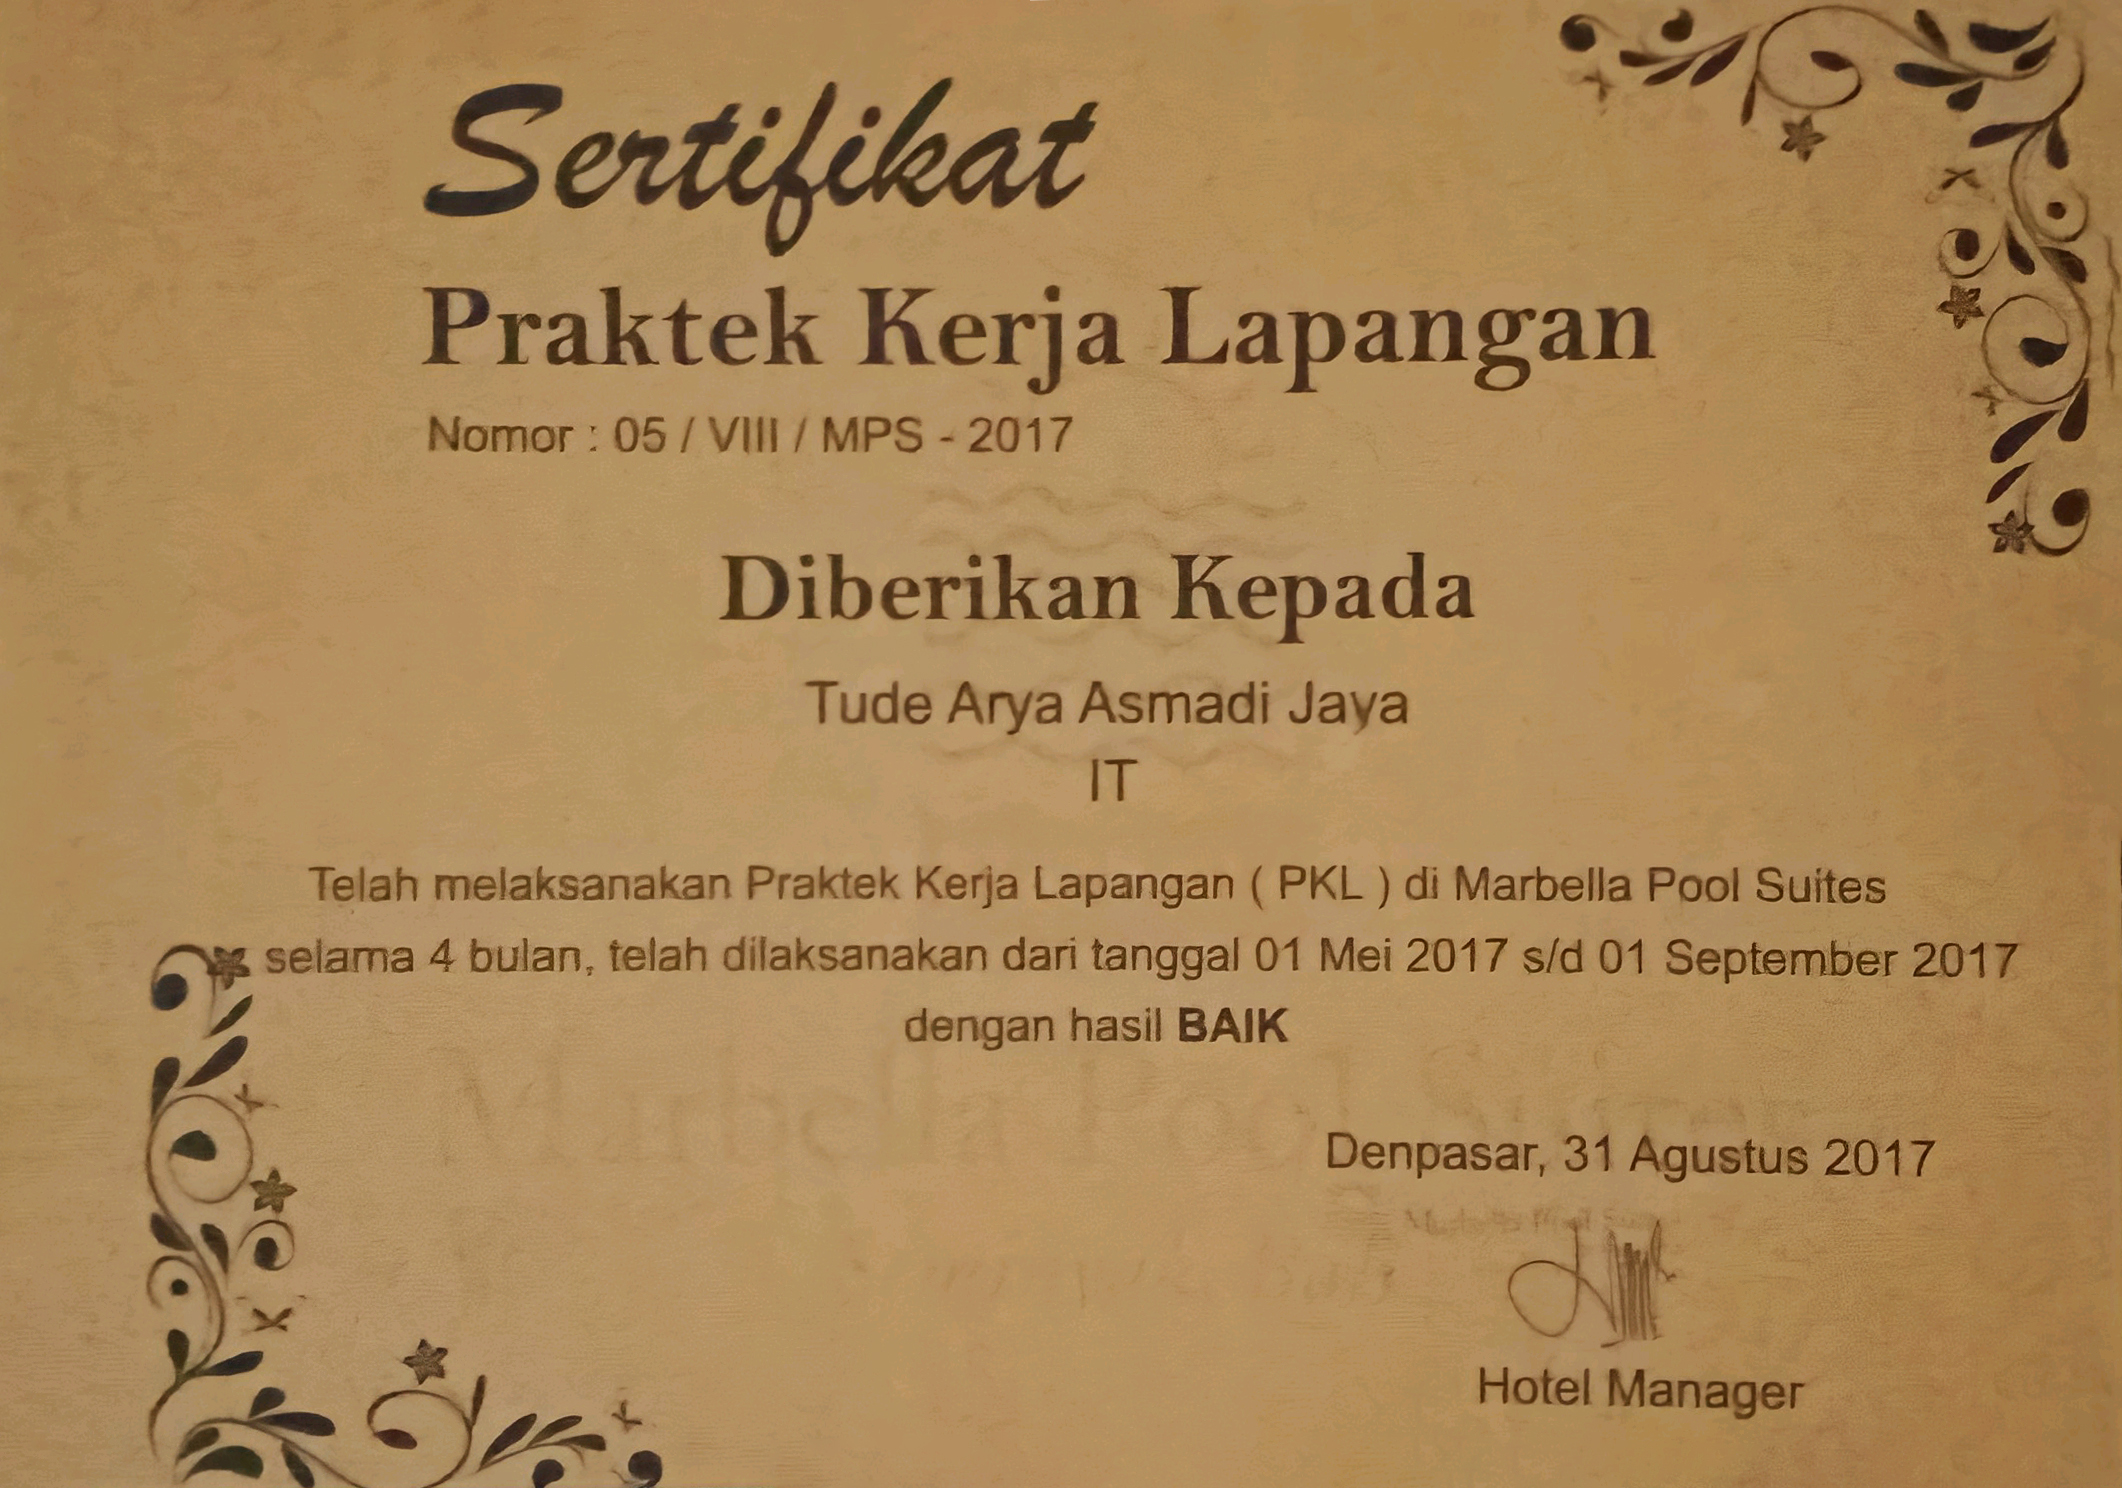 Sertifikat
Praktek Kerja Lapangan
Nomor : 05 / VIII / MPS - 2017
Diberikan Kepada
Tude Arya Asmadi Jaya
IT
Telah melaksanakan Praktek Kerja Lapangan ( PKL ) di Marbella Pool Suites
selama 4 bulan, telah dilaksanakan dari tanggal 01 Mei 2017 s/d 01 September 2017
dengan hasil BAIK
Marbella Pool
Denpasar, 31 Agustus 2017
Hotel Manager